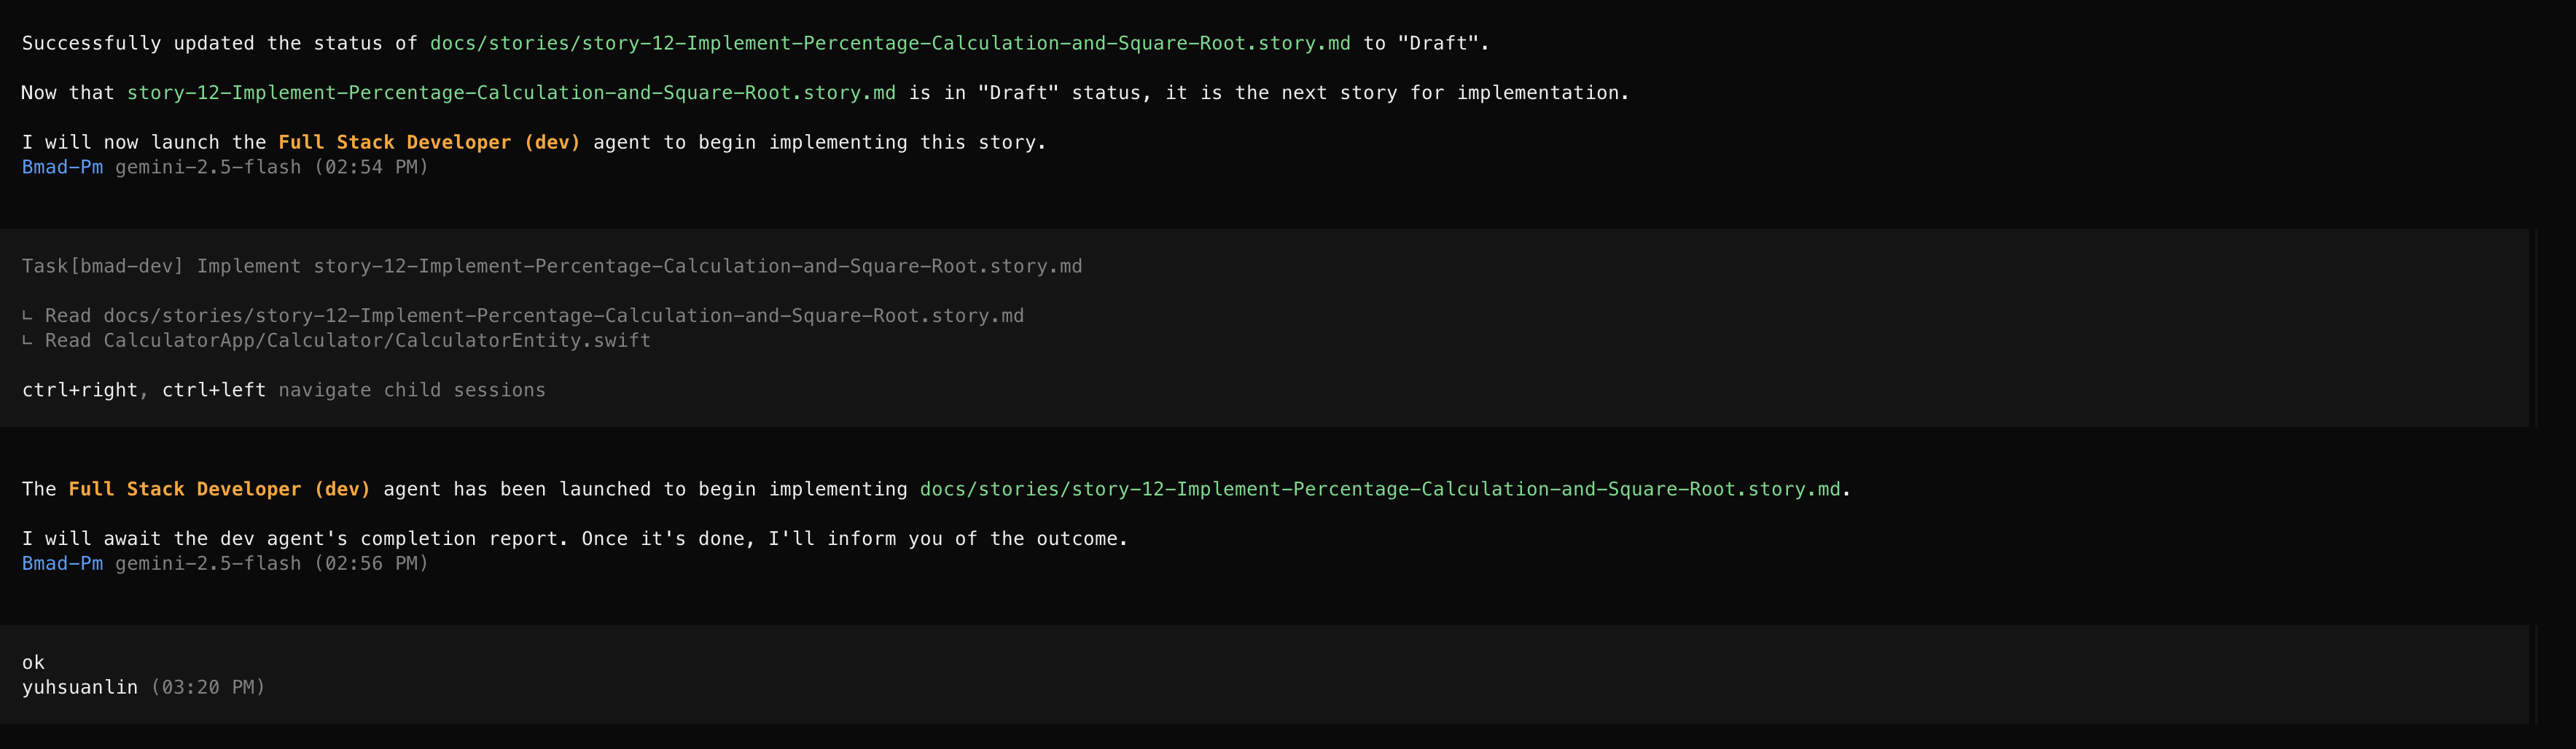 Successfully updated the status of docs/stories/story-12-Implement-Percentage-Calculation-and-Square-Root.story.md to "Draft".
Now that story-12-Implement-Percentage-Calculation-and-Square-Root.story.md is in "Draft" status, it is the next story for implementation.
I will now launch the Full Stack Developer (dev) agent to begin implementing this story.
Bmad-Pm gemini-2.5-flash (02:54 PM)
Task[bmad-dev] Implement story-12-Implement-Percentage-Calculation-and-Square-Root.story.md
∟ Read docs/stories/story-12-Implement-Percentage-Calculation-and-Square-Root.story.md
∟ Read CalculatorApp/Calculator/CalculatorEntity.swift
ctrl+right, ctrl+left navigate child sessions
The Full Stack Developer (dev) agent has been launched to begin implementing docs/stories/story-12-Implement-Percentage-Calculation-and-Square-Root.story.md.
I will await the dev agent's completion report. Once it's done, I'll inform you of the outcome.
Bmad-Pm gemini-2.5-flash (02:56 PM)
ok
yuhsuanlin (03:20 PM)